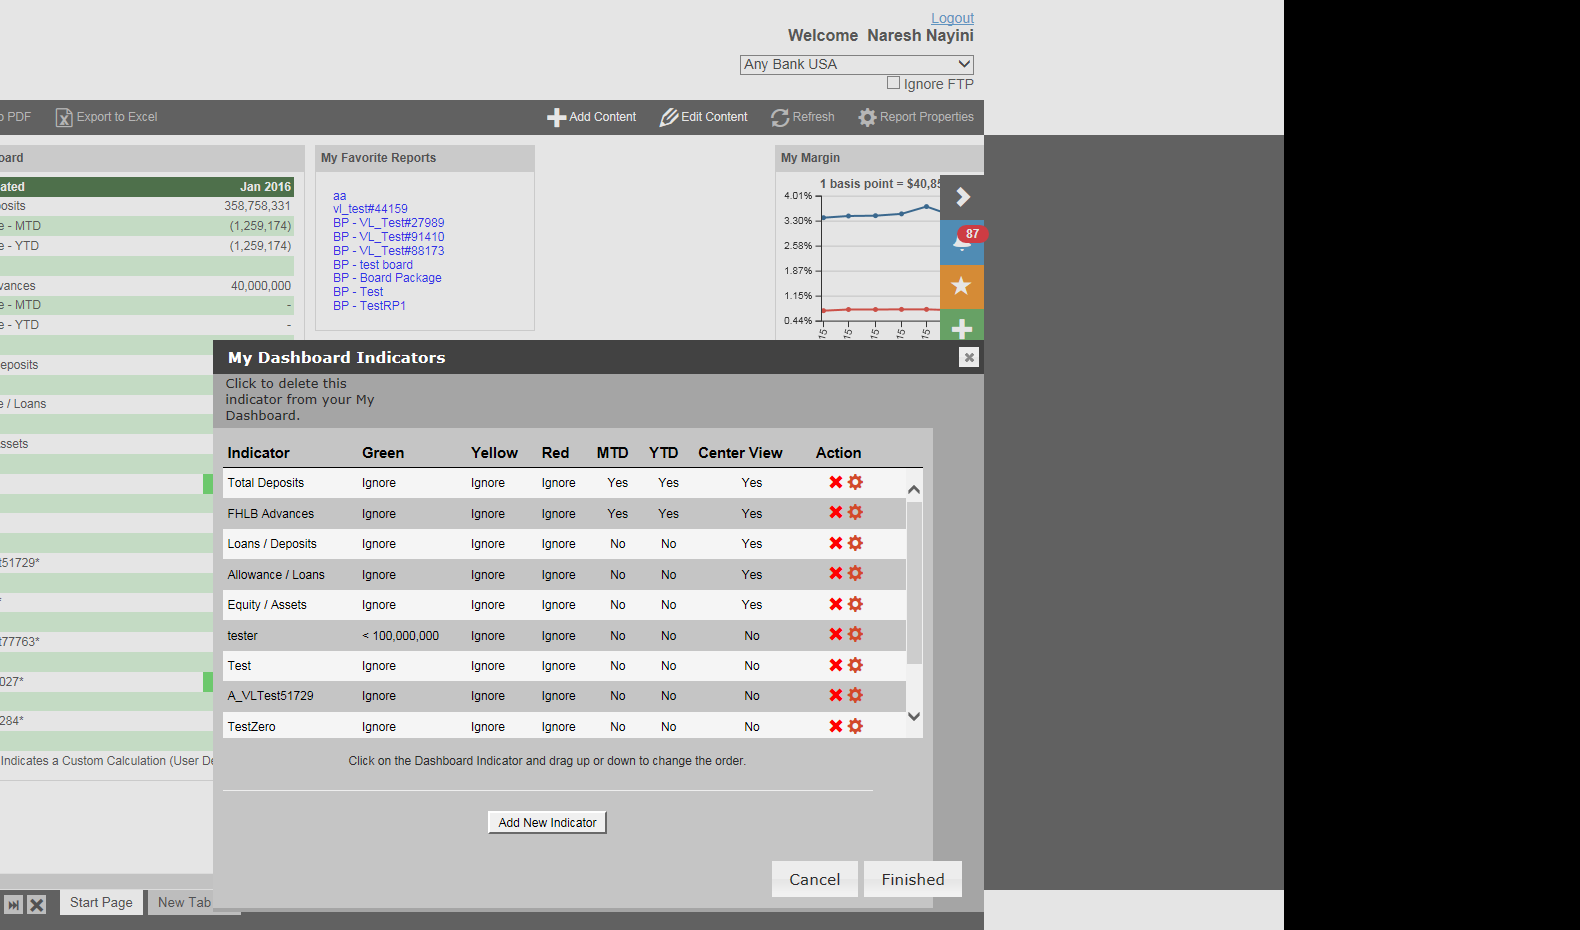 Logout
Welcome Naresh Nayini
Any Bank USA
Ignore FTP
PDF
Export to Excel
Add Content
Edit Content
Refresh
Report Properties
oard
My Favorite Reports
My Margin
ated
Jan 2016
osits 358,758,331
e - MTD (1,259,174)
e - YTD (1,259,174)
vances 40,000,000
e - MTD -
e - YTD -
eposits
e / Loans
ssets
t51729*
*
t77763*
027*
284*
Indicates a Custom Calculation (User De
aa
vl_test#44159
BP - VL_Test#27989
BP - VL_Test#91410
BP - VL_Test#88173
BP - test board
BP - Board Package
BP - Test
BP - TestRP1
1 basis point = $40,85
4.01%
3.30%
2.58%
1.87%
1.15%
0.44%
15
15
15
15
15
87
My Dashboard Indicators
Click to delete this
indicator from your My
Dashboard.
Indicator Green Yellow Red MTD YTD Center View Action
Total Deposits Ignore Ignore Ignore Yes Yes Yes
FHLB Advances Ignore Ignore Ignore Yes Yes Yes
Loans / Deposits Ignore Ignore Ignore No No Yes
Allowance / Loans Ignore Ignore Ignore No No Yes
Equity / Assets Ignore Ignore Ignore No No Yes
tester < 100,000,000 Ignore Ignore No No No
Test Ignore Ignore Ignore No No No
A_VLTest51729 Ignore Ignore Ignore No No No
TestZero Ignore Ignore Ignore No No No
Click on the Dashboard Indicator and drag up or down to change the order.
Add New Indicator
Cancel
Finished
Start Page
New Tab